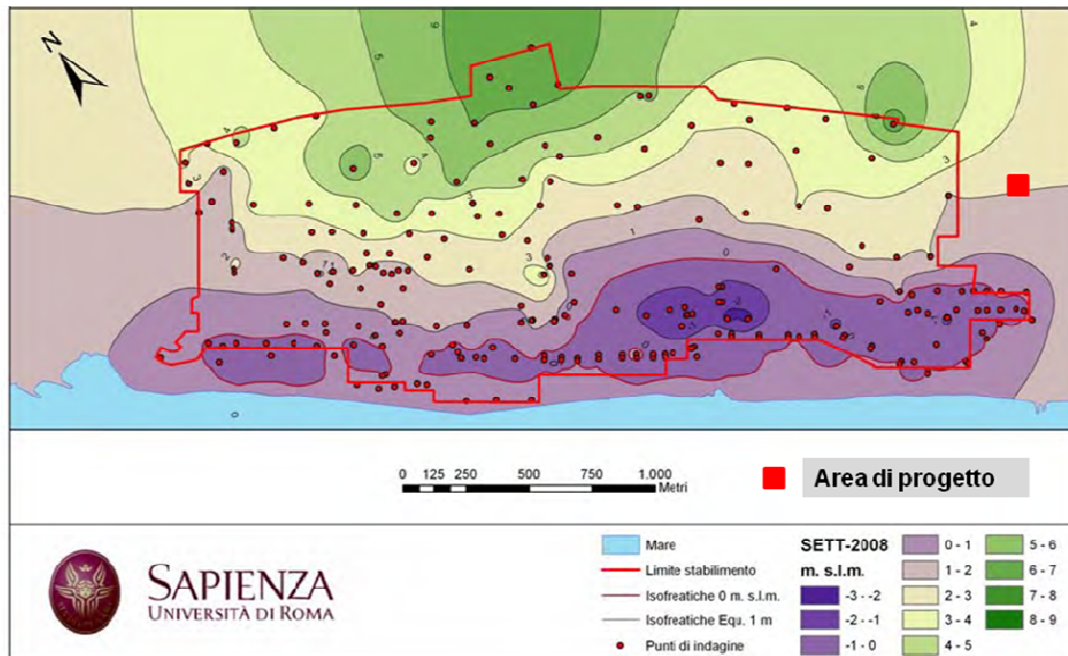 N
0 125 250 500 750 1.000
Metri
Area di progetto
SAPIENZA
UNIVERSITÀ DI ROMA
Mare
Limite stabilimento
Isofreatiche 0 m. s.l.m.
Isofreatiche Equ. 1 m
Punti di indagine
SETT-2008
m. s.l.m.
-3 - -2
-2 - -1
-1 - 0
0 - 1
1 - 2
2 - 3
3 - 4
4 - 5
5 - 6
6 - 7
7 - 8
8 - 9